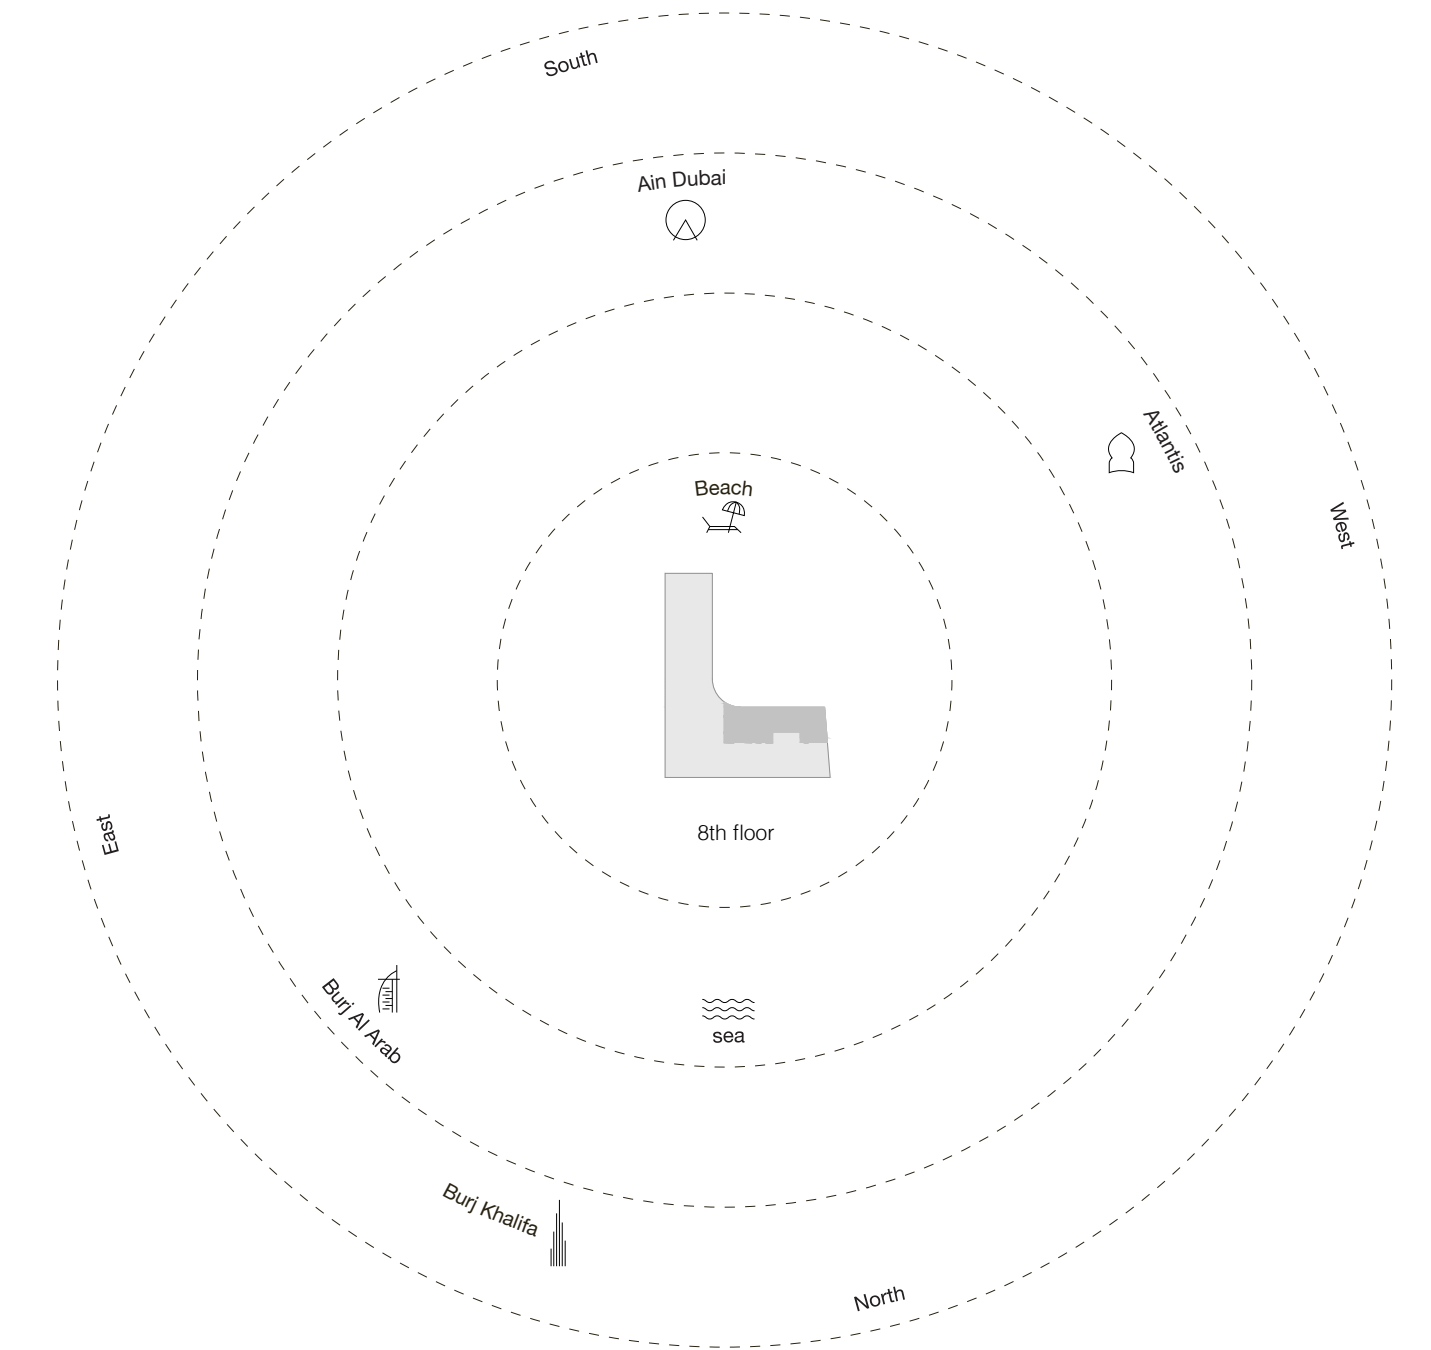 South
Ain Dubai
Atlantis
Beach
West
8th floor
East
Burj Al Arab
sea
Burj Khalifa
North